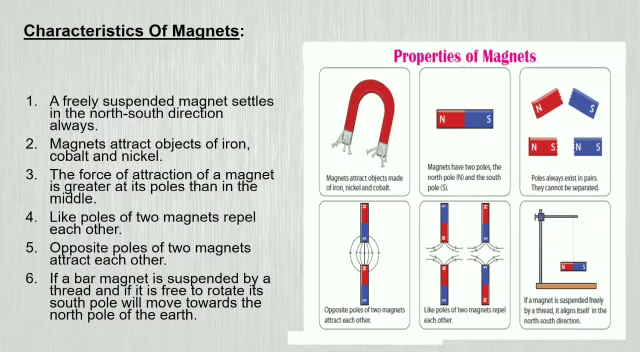 Characteristics Of Magnets:
1. A freely suspended magnet settles
in the north-south direction
always.
2. Magnets attract objects of iron,
cobalt and nickel.
3. The force of attraction of a magnet
is greater at its poles than in the
middle.
4. Like poles of two magnets repel
each other.
5. Opposite poles of two magnets
attract each other.
6. If a bar magnet is suspended by a
thread and if it is free to rotate its
south pole will move towards the
north pole of the earth.
Properties of Magnets
Magnets attract objects made
of iron, nickel and cobalt.
N S
Magnets have two poles, the
north pole (N) and the south
pole (S).
N S
N S N S
Poles always exist in pairs.
They cannot be separated.
Opposite poles of two magnets
attract each other.
Like poles of two magnets repel
each other.
N S
If a magnet is suspended freely
by a thread, it aligns itself in the
north-south direction.